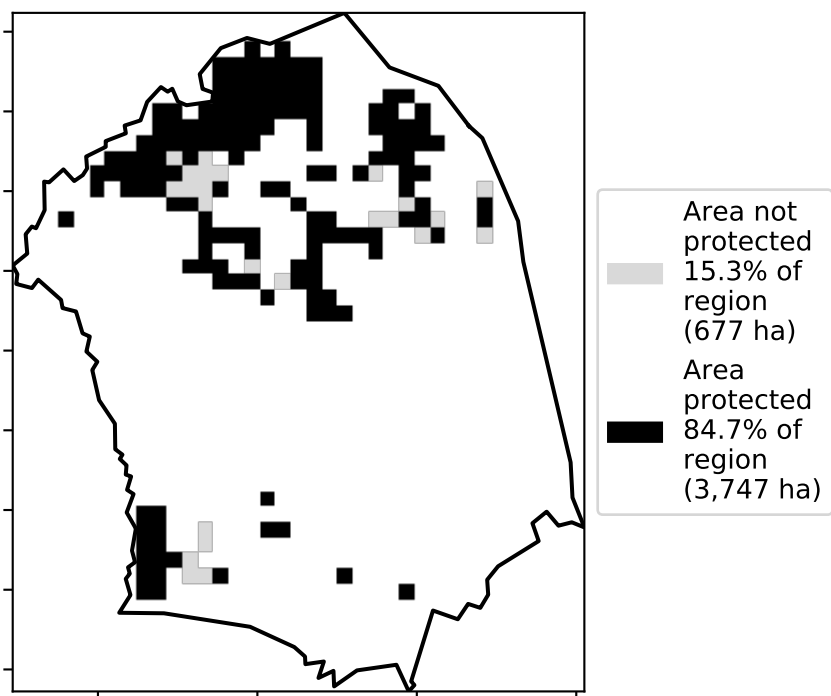 Area not
protected
15.3% of
region
(677 ha)
Area
protected
84.7% of
region
(3,747 ha)